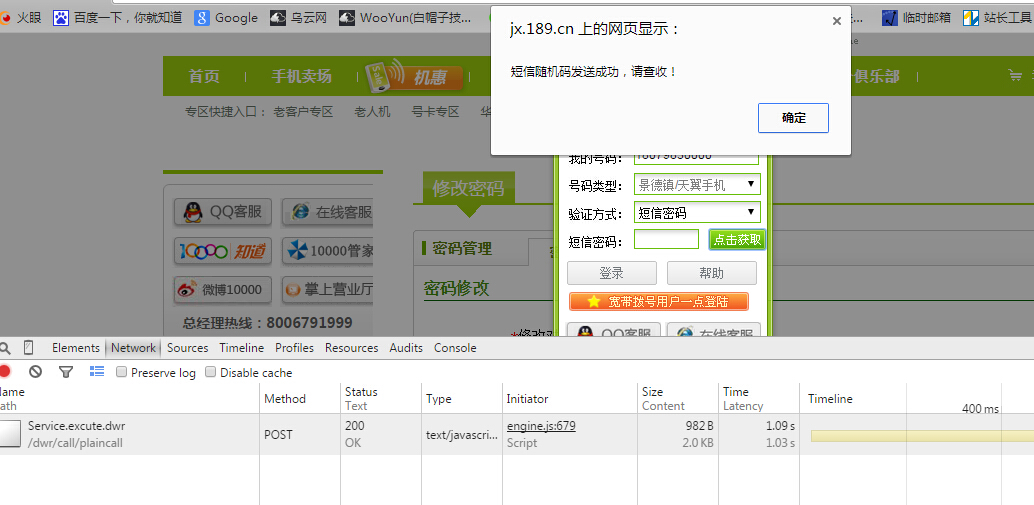 火眼 百度一下，你就知道 Google 乌云网 WooYun(白帽子技... 临时邮箱 站长工具
jx.189.cn 上的网页显示：
短信随机码发送成功，请查收！
确定
首页 手机卖场 机惠 俱乐部
专区快捷入口： 老客户专区 老人机 号卡专区
我的号码：
号码类型： 景德镇/天翼手机
验证方式： 短信密码
短信密码： 点击获取
登录 帮助
宽带拨号用户一点登陆
QQ客服 在线客服
修改密码
QQ客服 在线客服
10000知道 10000管家
微博10000 掌上营业厅
总经理热线：8006791999
密码管理
密码修改
Elements Network Sources Timeline Profiles Resources Audits Console
Preserve log Disable cache
Method Status Type Initiator Size Time Timeline
Text Content Latency
400 ms
Service.excute.dwr POST 200 text/javascri... engine.js:679 982 B 1.09 s
/dwr/call/plaincall OK Script 2.0 KB 1.03 s